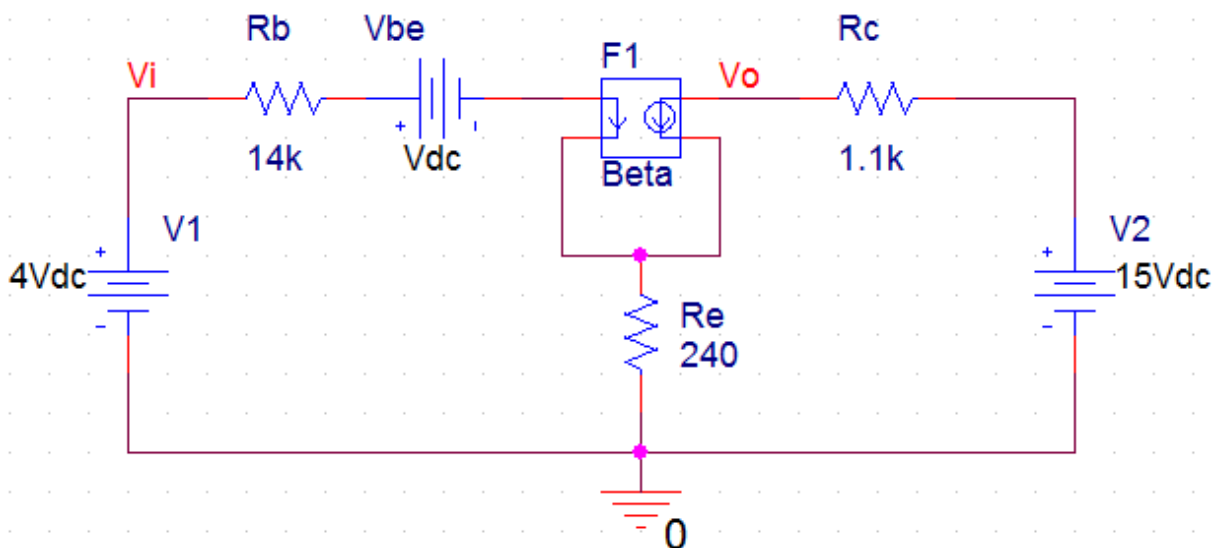 Rb
Vbe
F1
Rc
Vi
Vo
+
14k
Vdc
Beta
1.1k
V1
V2
+
+
4Vdc
15Vdc
-
-
Re
240
0